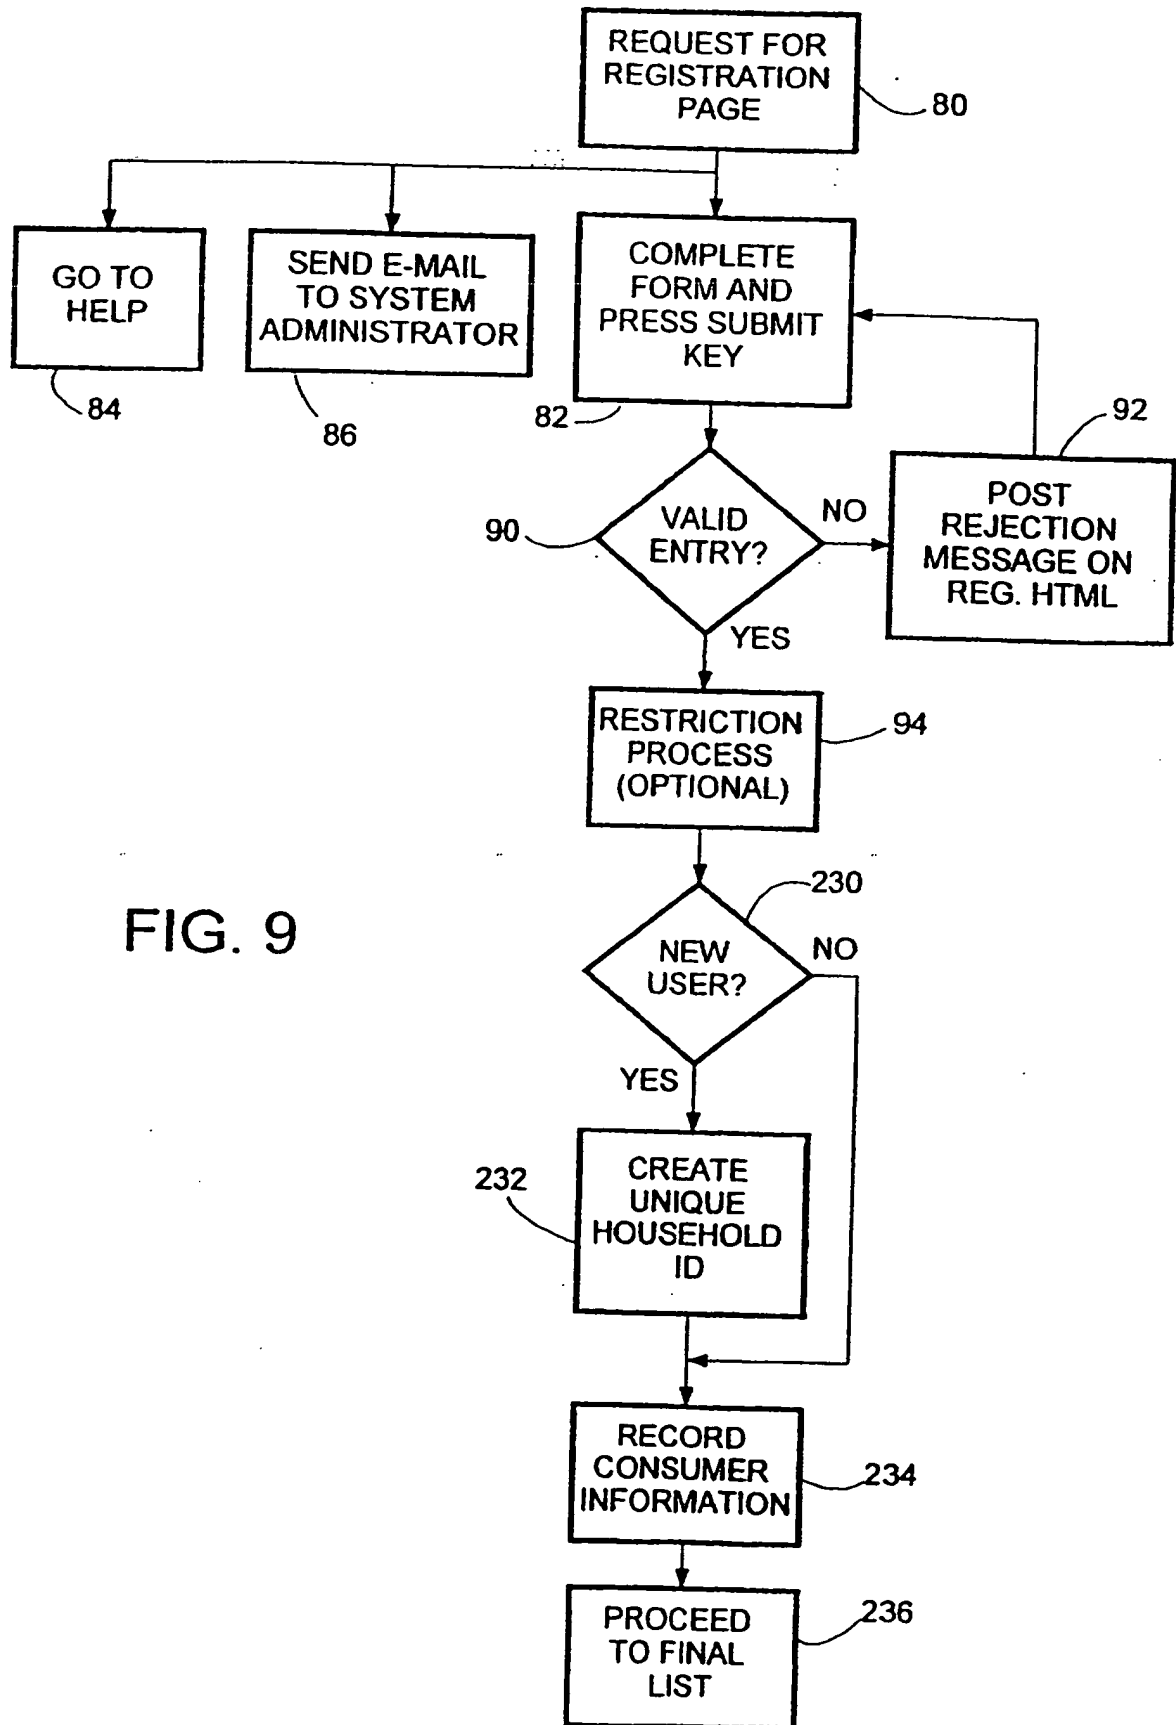 REQUEST FOR
REGISTRATION
PAGE
80
GO TO
HELP
84
SEND E-MAIL
TO SYSTEM
ADMINISTRATOR
86
COMPLETE
FORM AND
PRESS SUBMIT
KEY
82
92
POST
REJECTION
MESSAGE ON
REG. HTML
90
VALID
ENTRY?
NO
YES
RESTRICTION
PROCESS
(OPTIONAL)
94
FIG. 9
230
NEW
USER?
NO
YES
232
CREATE
UNIQUE
HOUSEHOLD
ID
RECORD
CONSUMER
INFORMATION
234
PROCEED
TO FINAL
LIST
236